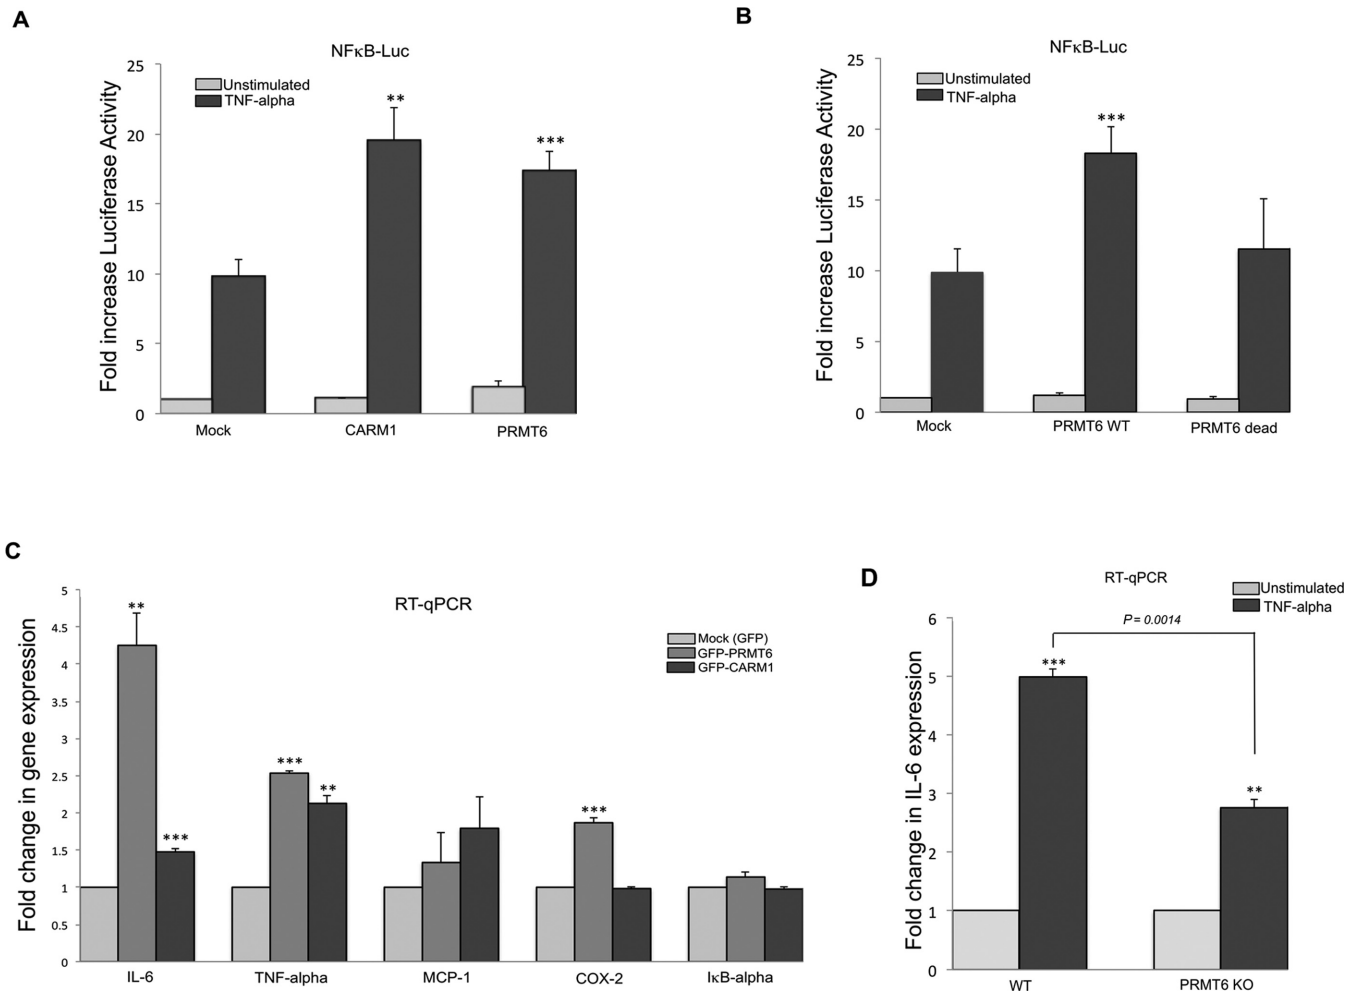 A
NFκB-Luc
Fold increase Luciferase Activity
25
20
15
10
5
0
Unstimulated
TNF-alpha
**
***
Mock
CARM1
PRMT6
B
NFκB-Luc
Fold increase Luciferase Activity
25
20
15
10
5
0
Unstimulated
TNF-alpha
***
Mock
PRMT6 WT
PRMT6 dead
C
RT-qPCR
Fold change in gene expression
5
4.5
4
3.5
3
2.5
2
1.5
1
0.5
0
Mock (GFP)
GFP-PRMT6
GFP-CARM1
**
***
***
**
***
IL-6
TNF-alpha
MCP-1
COX-2
IκB-alpha
D
RT-qPCR
Unstimulated
TNF-alpha
Fold change in IL-6 expression
6
5
4
3
2
1
0
P = 0.0014
***
**
WT
PRMT6 KO